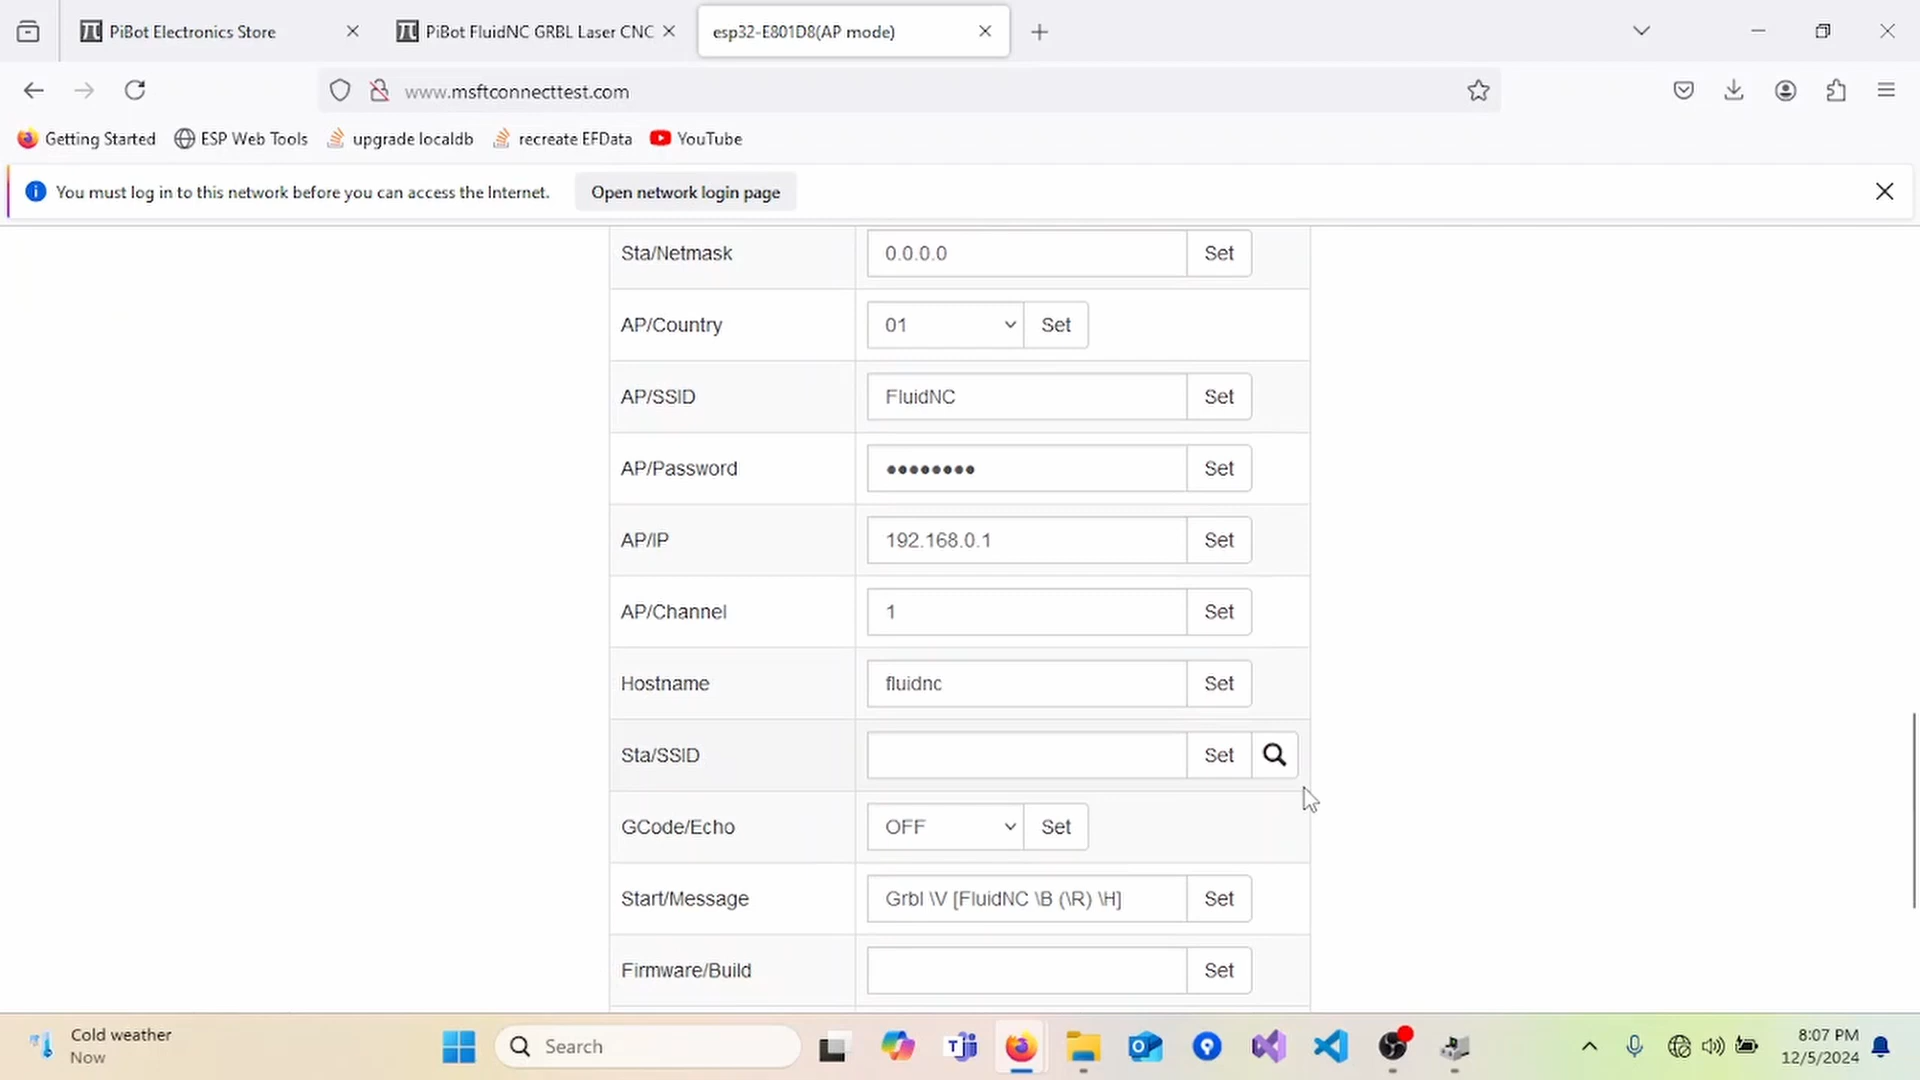 PiBot Electronics Store
PiBot FluidNC GRBL Laser CNC
esp32-E801D8(AP mode)
www.msftconnecttest.com
Getting Started
ESP Web Tools
upgrade localdb
recreate EFData
YouTube
You must log in to this network before you can access the Internet.
Open network login page
Sta/Netmask 0.0.0.0 Set
AP/Country 01 Set
AP/SSID FluidNC Set
AP/Password •••••••• Set
AP/IP 192.168.0.1 Set
AP/Channel 1 Set
Hostname fluidnc Set
Sta/SSID Set
GCode/Echo OFF Set
Start/Message Grbl \V [FluidNC \B (\R) \H] Set
Firmware/Build Set
Cold weather
Now
Search
8:07 PM
12/5/2024